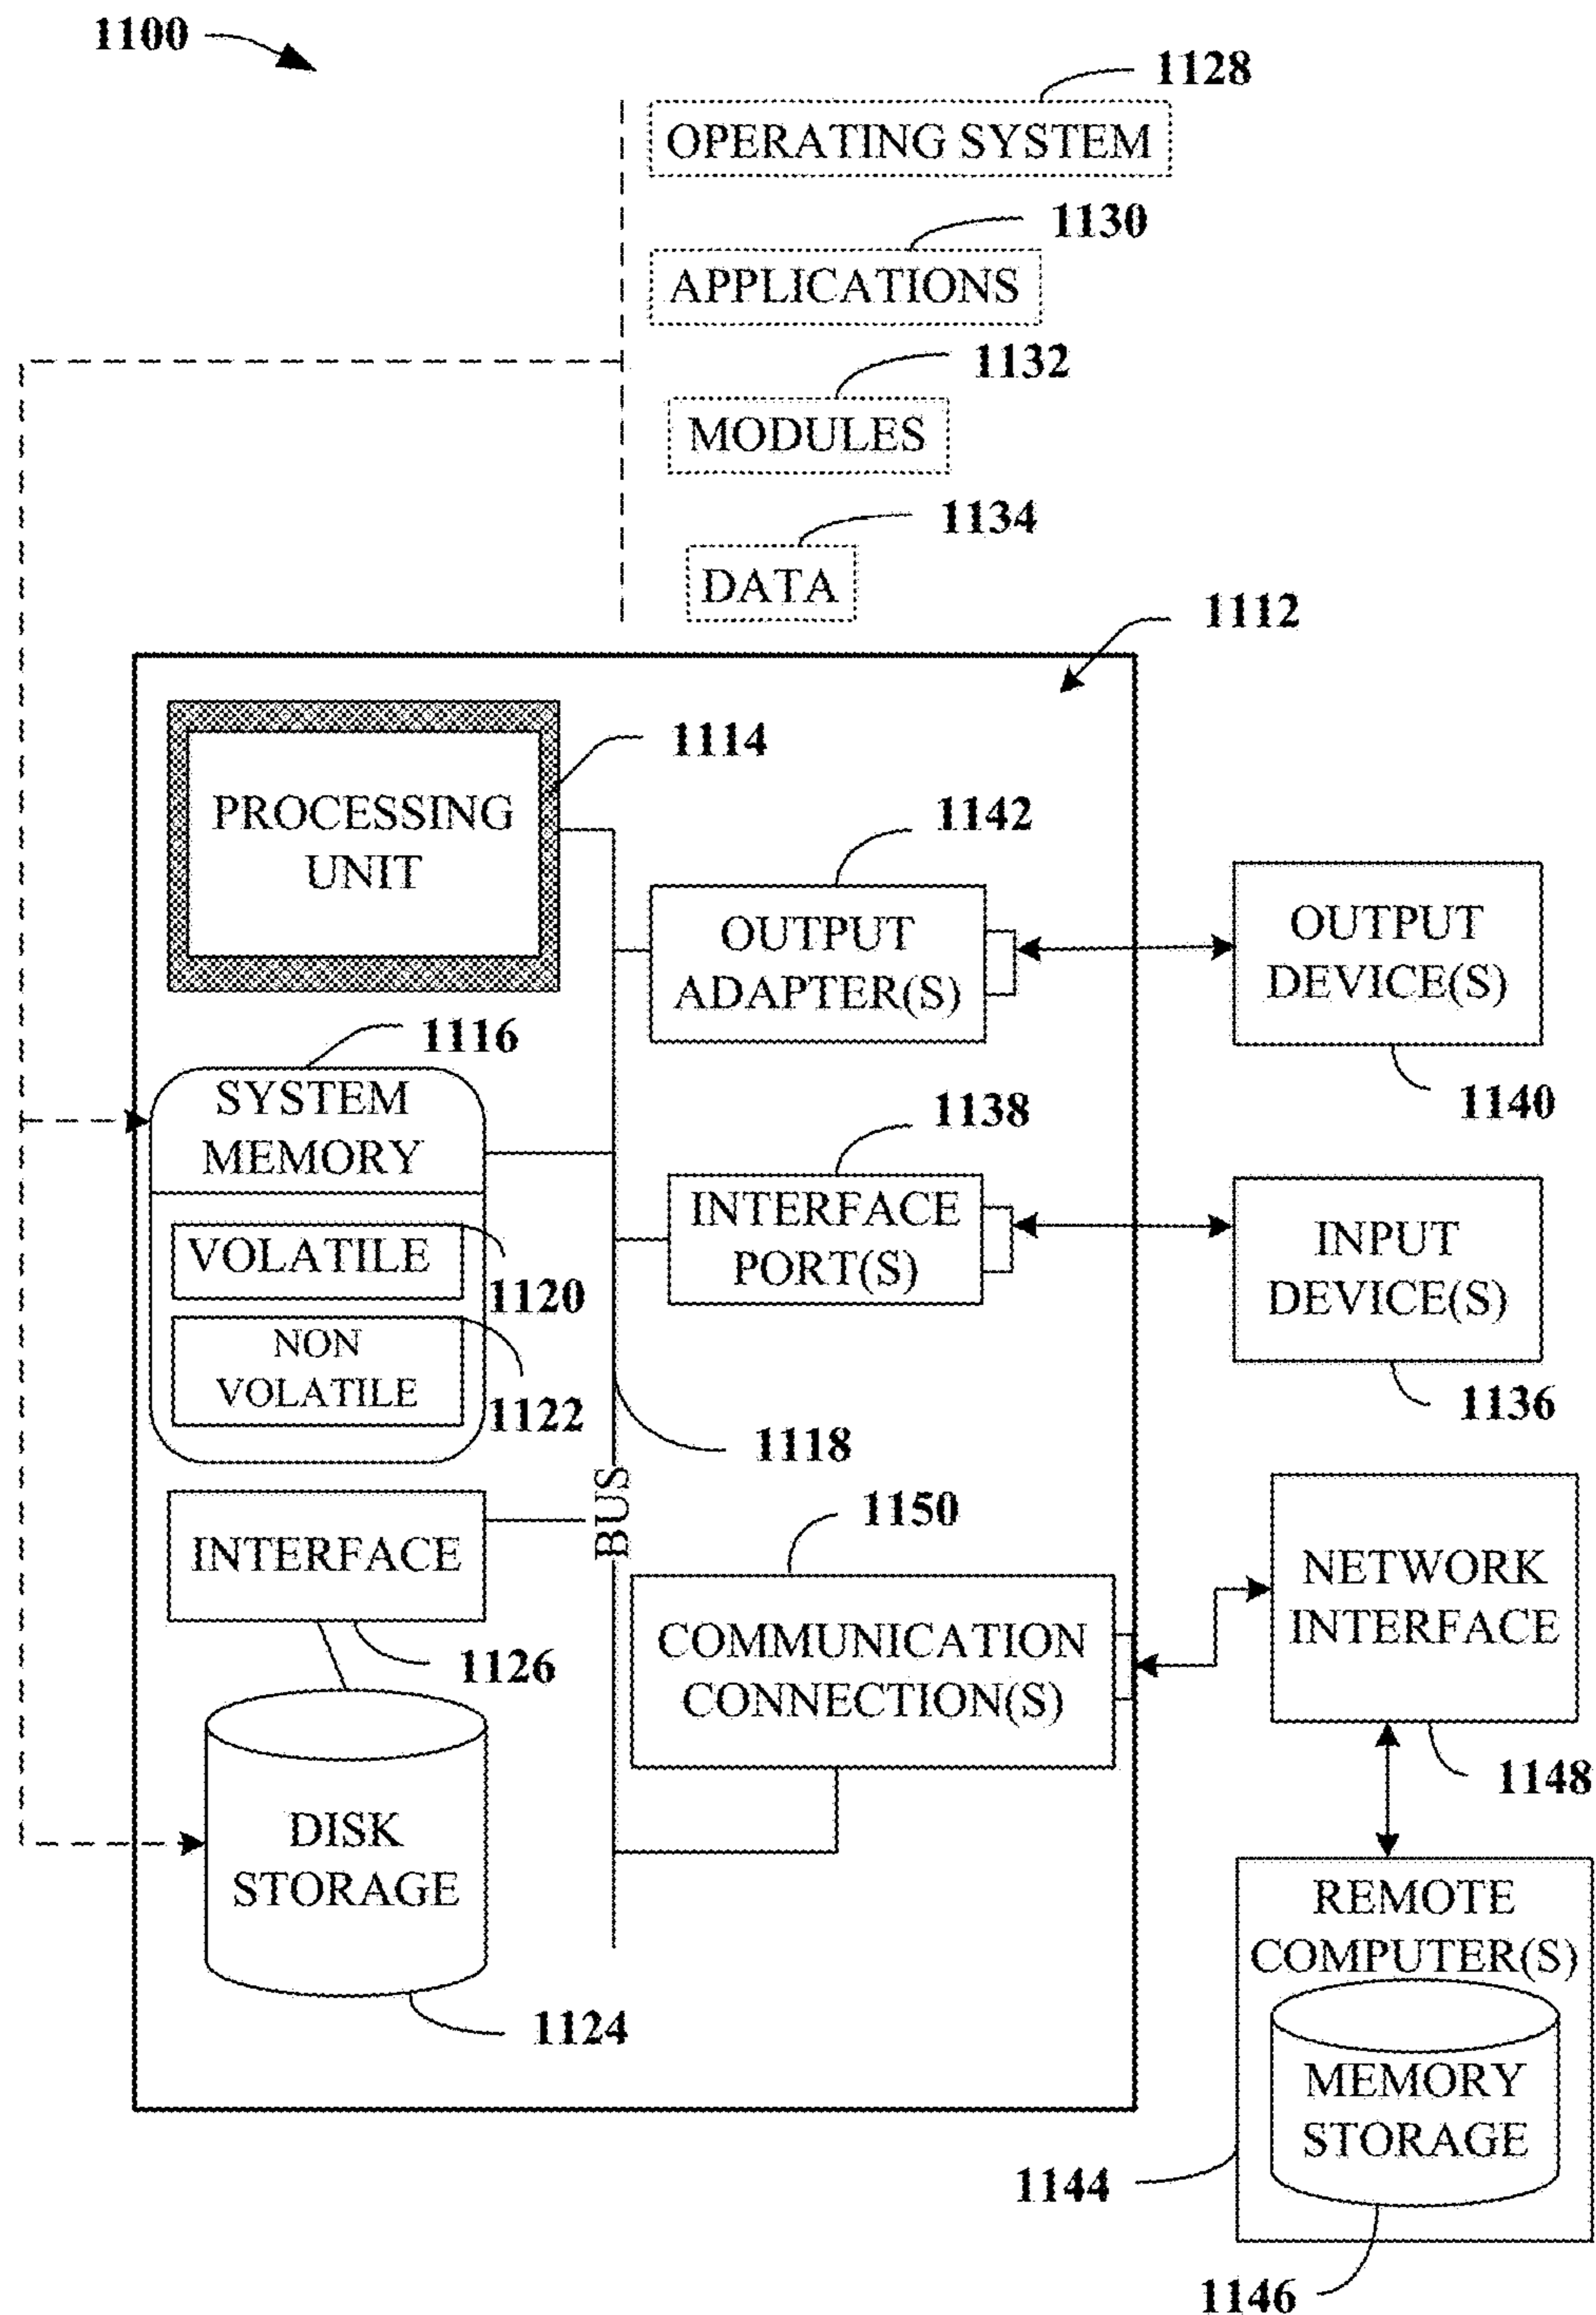 1100
1128
OPERATING SYSTEM
1130
APPLICATIONS
1132
MODULES
1134
DATA
1112
PROCESSING
UNIT
1114
1142
OUTPUT
ADAPTER(S)
OUTPUT
DEVICE(S)
1140
1116
SYSTEM
MEMORY
VOLATILE
1120
NON
VOLATILE
1122
1138
INTERFACE
PORT(S)
INPUT
DEVICE(S)
1136
1118
BUS
INTERFACE
1126
1150
COMMUNICATION
CONNECTION(S)
NETWORK
INTERFACE
1148
DISK
STORAGE
1124
REMOTE
COMPUTER(S)
MEMORY
STORAGE
1144
1146